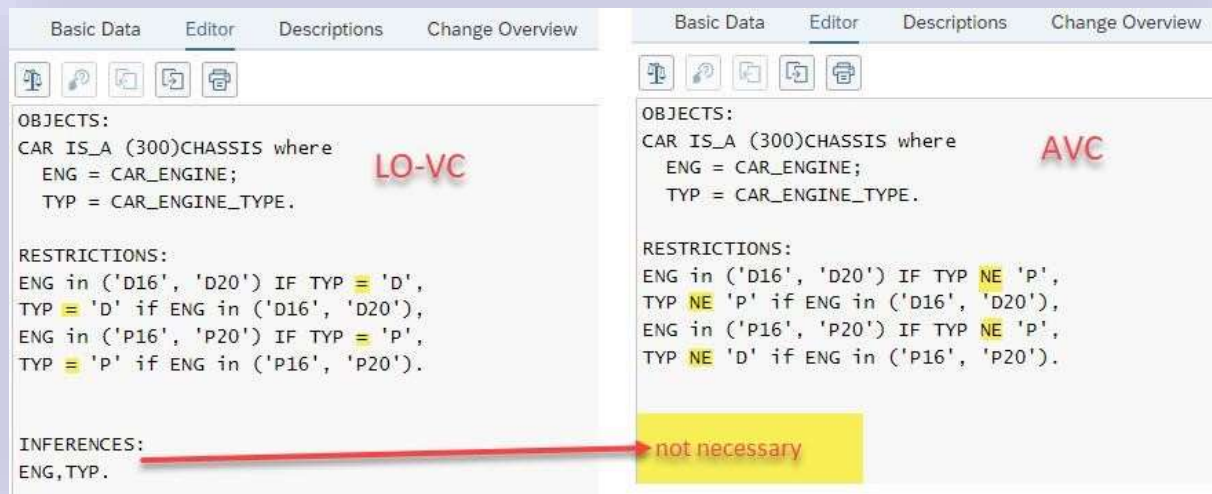 Basic Data Editor Descriptions Change Overview
OBJECTS:
CAR IS_A (300)CHASSIS where
ENG = CAR_ENGINE;
TYP = CAR_ENGINE_TYPE.
LO-VC
RESTRICTIONS:
ENG in ('D16', 'D20') IF TYP = 'D',
TYP = 'D' if ENG in ('D16', 'D20'),
ENG in ('P16', 'P20') IF TYP = 'P',
TYP = 'P' if ENG in ('P16', 'P20').
INFERENCES:
ENG,TYP.
Basic Data Editor Descriptions Change Overview
OBJECTS:
CAR IS_A (300)CHASSIS where
ENG = CAR_ENGINE;
TYP = CAR_ENGINE_TYPE.
AVC
RESTRICTIONS:
ENG in ('D16', 'D20') IF TYP NE 'P',
TYP NE 'P' if ENG in ('D16', 'D20'),
ENG in ('P16', 'P20') IF TYP NE 'P',
TYP NE 'D' if ENG in ('P16', 'P20').
not necessary